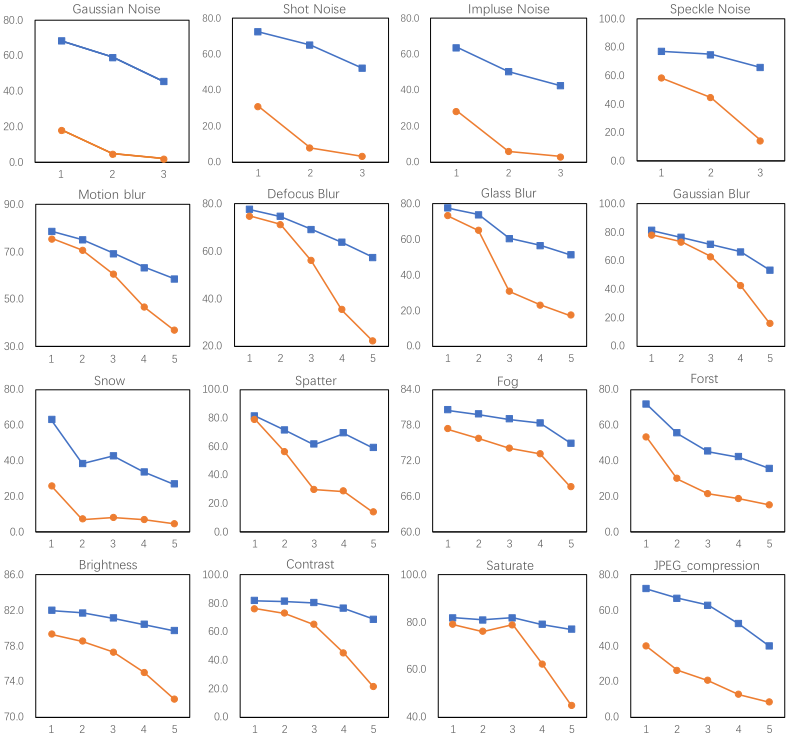 Gaussian Noise Shot Noise Impluse Noise Speckle Noise
80.0 80.0 80.0 100.0
60.0 60.0 60.0 80.0
40.0 40.0 40.0 60.0
20.0 20.0 20.0 40.0
0.0 0.0 0.0 20.0
0.0
1 2 3 1 2 3 1 2 3 1 2 3
Motion blur Defocus Blur Glass Blur Gaussian Blur
90.0 80.0 80.0 100.0
70.0 60.0 60.0 80.0
50.0 40.0 40.0 60.0
30.0 20.0 20.0 40.0
0.0 20.0
0.0
1 2 3 4 5 1 2 3 4 5 1 2 3 4 5 1 2 3 4 5
Snow Spatter Fog Forst
80.0 100.0 84.0 80.0
60.0 80.0 78.0 60.0
40.0 60.0 72.0 40.0
20.0 40.0 66.0 20.0
0.0 20.0 60.0 0.0
0.0
1 2 3 4 5 1 2 3 4 5 1 2 3 4 5 1 2 3 4 5
Brightness Contrast Saturate JPEG_compression
86.0 100.0 100.0 80.0
82.0 80.0 80.0 60.0
78.0 60.0 60.0 40.0
74.0 40.0 40.0 20.0
70.0 20.0 0.0
0.0
1 2 3 4 5 1 2 3 4 5 1 2 3 4 5 1 2 3 4 5